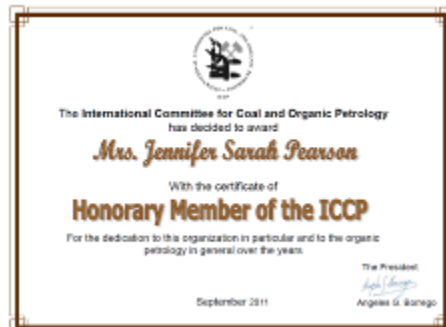 The International Committee for Coal and Organic Petrology
has decided to award
Mrs. Jennifer Sarah Pearson
With the certificate of
Honorary Member of the ICCP
For the dedication to this organization in particular and to the organic
petrology in general over the years
The President
September 2011
Angeles G. Borrego